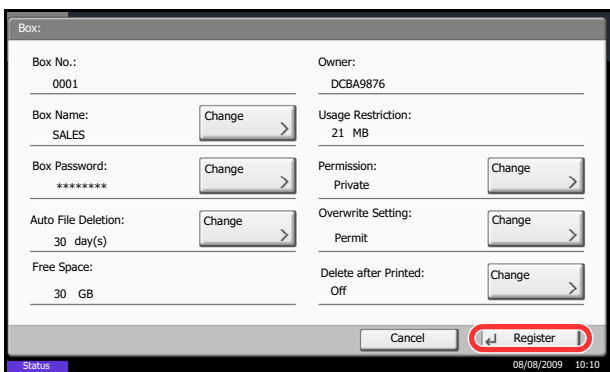 Box:
Box No.:
0001
Owner:
DCBA9876
Box Name:
SALES
Change
Usage Restriction:
21 MB
Box Password:
********
Change
Permission:
Private
Change
Auto File Deletion:
30 day(s)
Change
Overwrite Setting:
Permit
Change
Free Space:
30 GB
Delete after Printed:
Off
Change
Cancel
Register
Status
08/08/2009 10:10